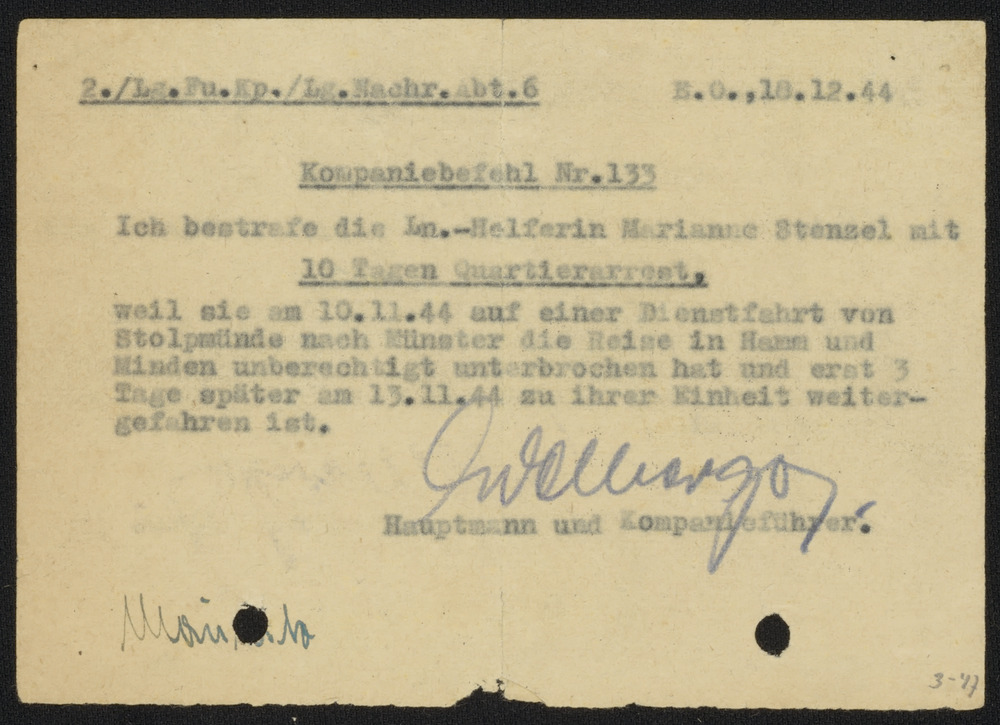 2./Lg.Fu.Kp./Lg.Nachr.Abt.6 E.O.,18.12.44
Kompaniebefehl Nr.133
Ich bestrafe die Ln.-Helferin Marianne Stenzel mit
10 Tagen Quartierarrest,
weil sie am 10.11.44 auf einer Dienstfahrt von
Stolpmünde nach Münster die Reise in Hamm und
Minden unberechtigt unterbrochen hat und erst 3
Tage später am 13.11.44 zu ihrer Einheit weiter-
gefahren ist.
Hauptmann und Kompanieführer.
3-47